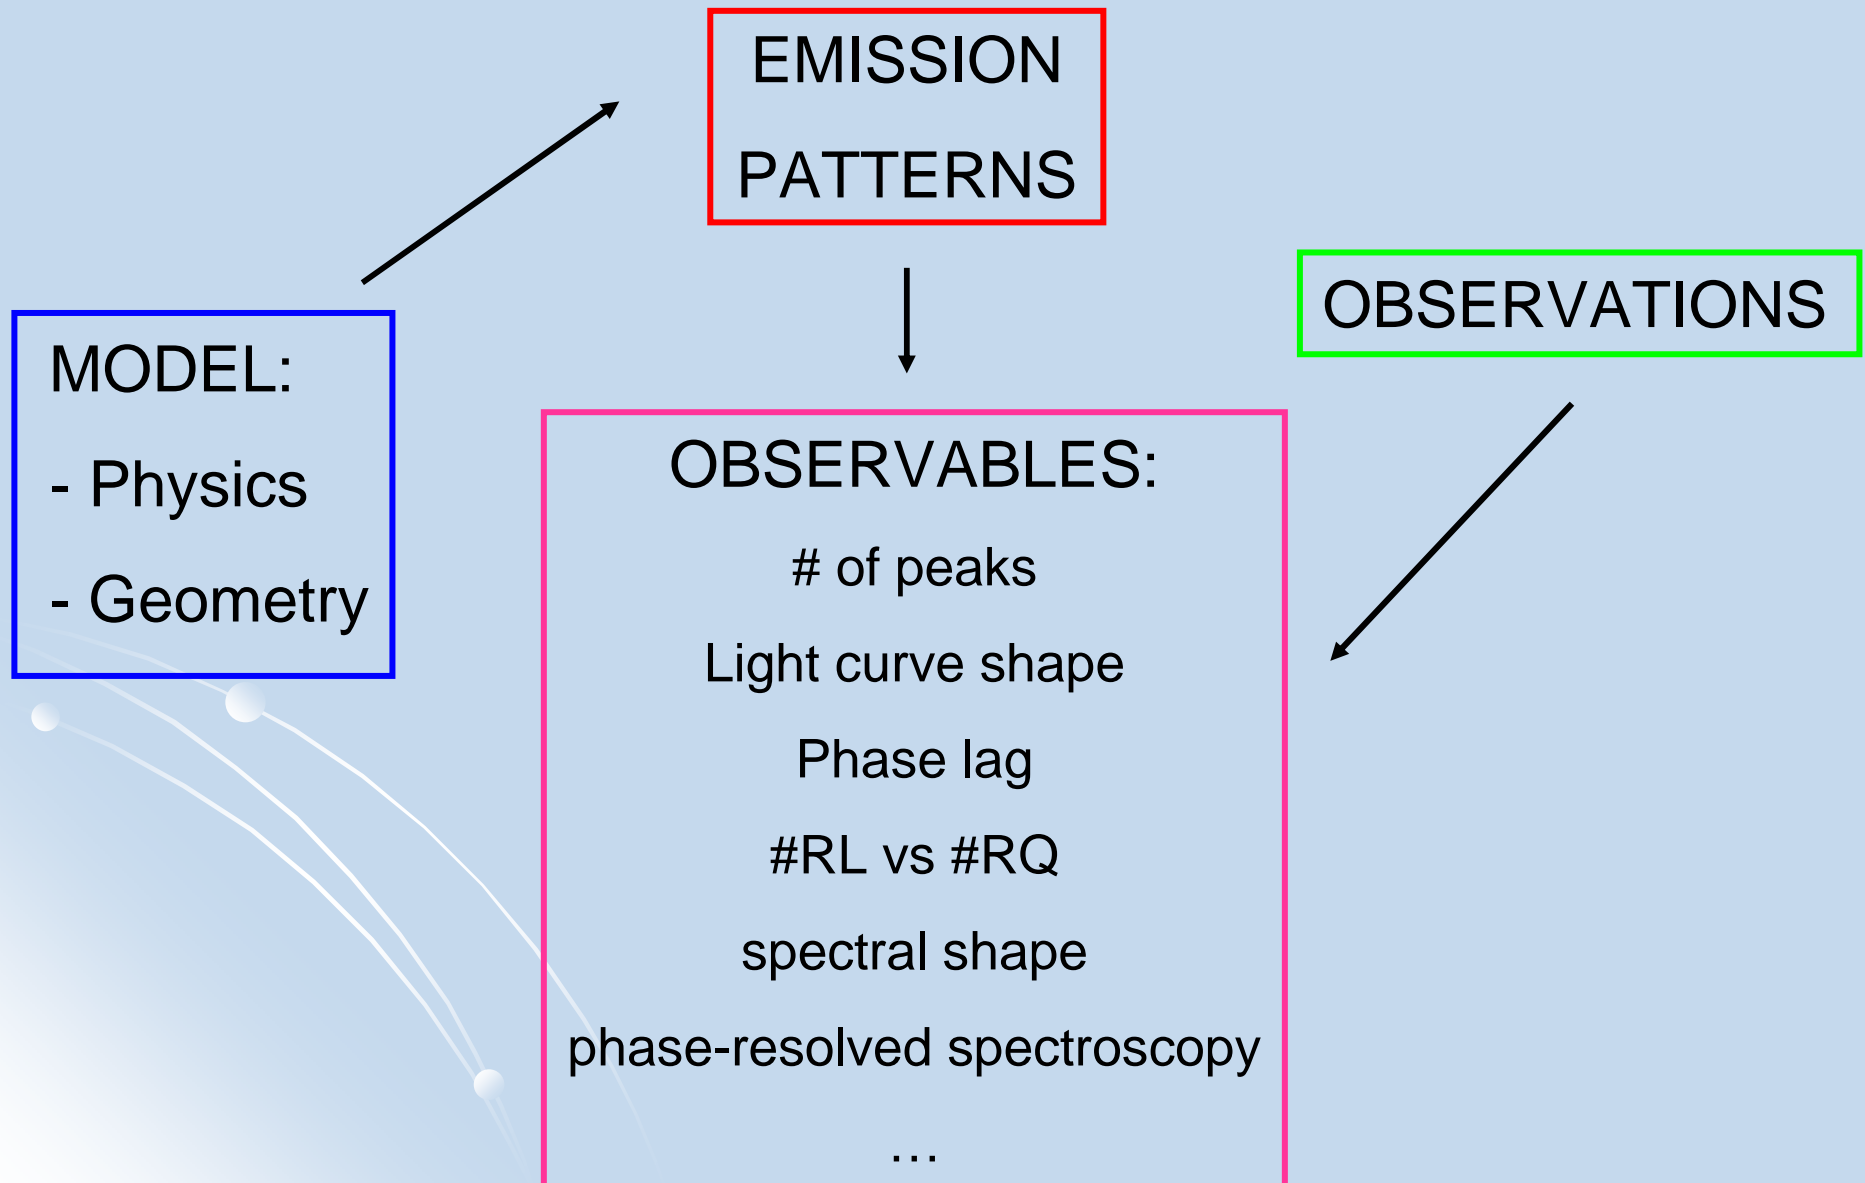 EMISSION
PATTERNS
MODEL:
- Physics
- Geometry
OBSERVATIONS
OBSERVABLES:
# of peaks
Light curve shape
Phase lag
#RL vs #RQ
spectral shape
phase-resolved spectroscopy
…